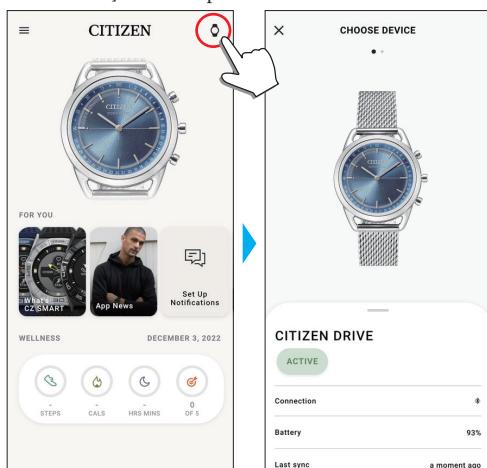 CITIZEN
FOR YOU
What's
CZ SMART
App News
Set Up
Notifications
WELLNESS
DECEMBER 3, 2022
-
STEPS
-
CALS
-
HRS MINS
0
OF 5
CHOOSE DEVICE
CITIZEN
CITIZEN DRIVE
ACTIVE
Connection
Battery
93%
Last sync
a moment ago